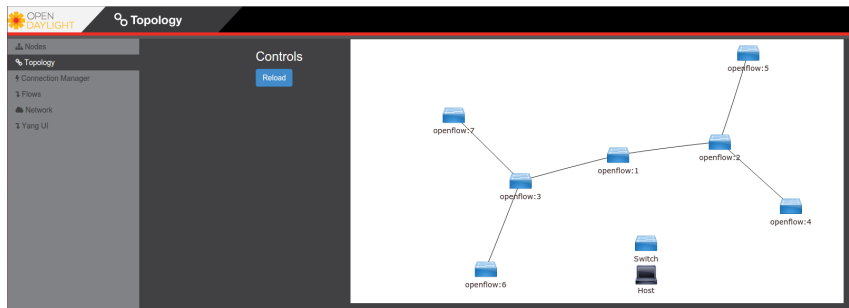 OPEN
DAYLIGHT
Topology
Nodes
Topology
Connection Manager
Flows
Network
Yang UI
Controls
Reload
openflow:5
openflow:7
openflow:2
openflow:1
openflow:3
openflow:4
Switch
openflow:6
Host